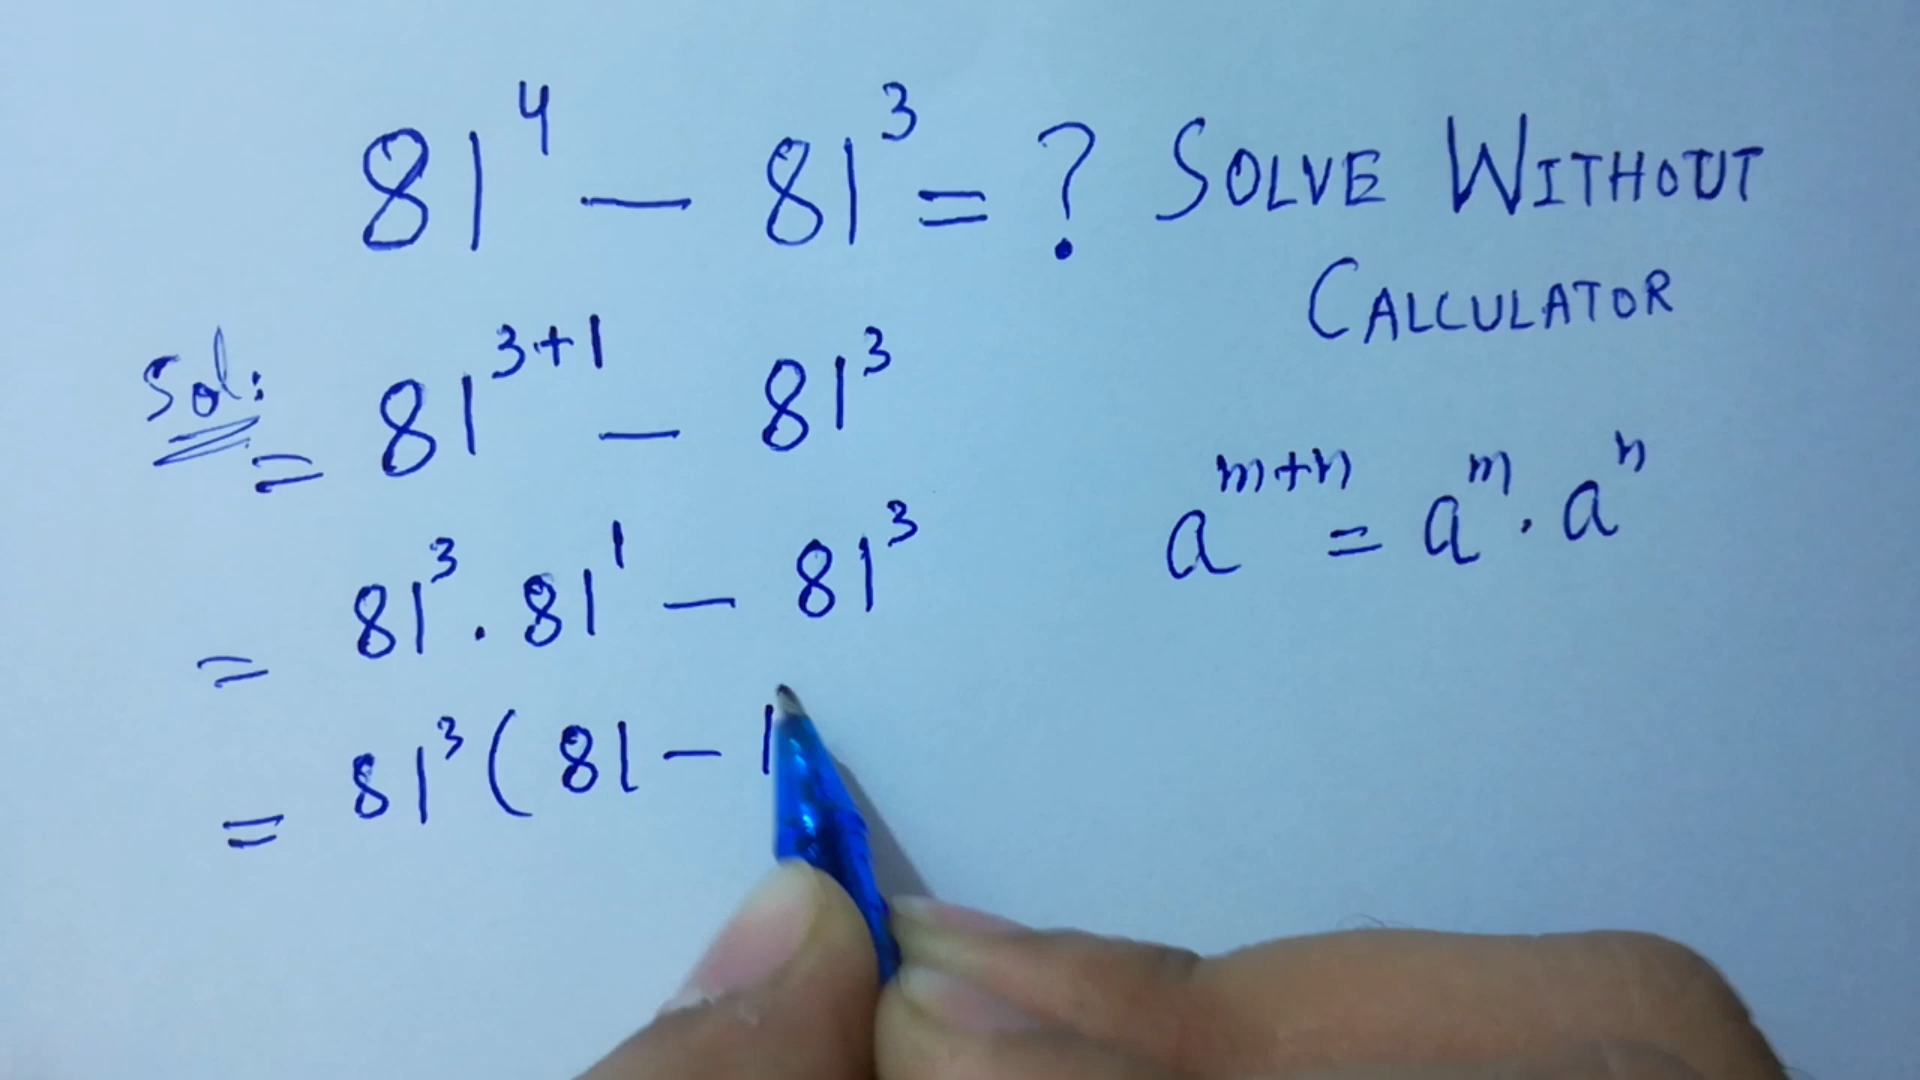 81⁴ − 81³ = ? SOLVE WITHOUT
CALCULATOR
Sol:
= 81³⁺¹ − 81³
aᵐ⁺ⁿ = aᵐ · aⁿ
= 81³ · 81¹ − 81³
= 81³ ( 81 − 1